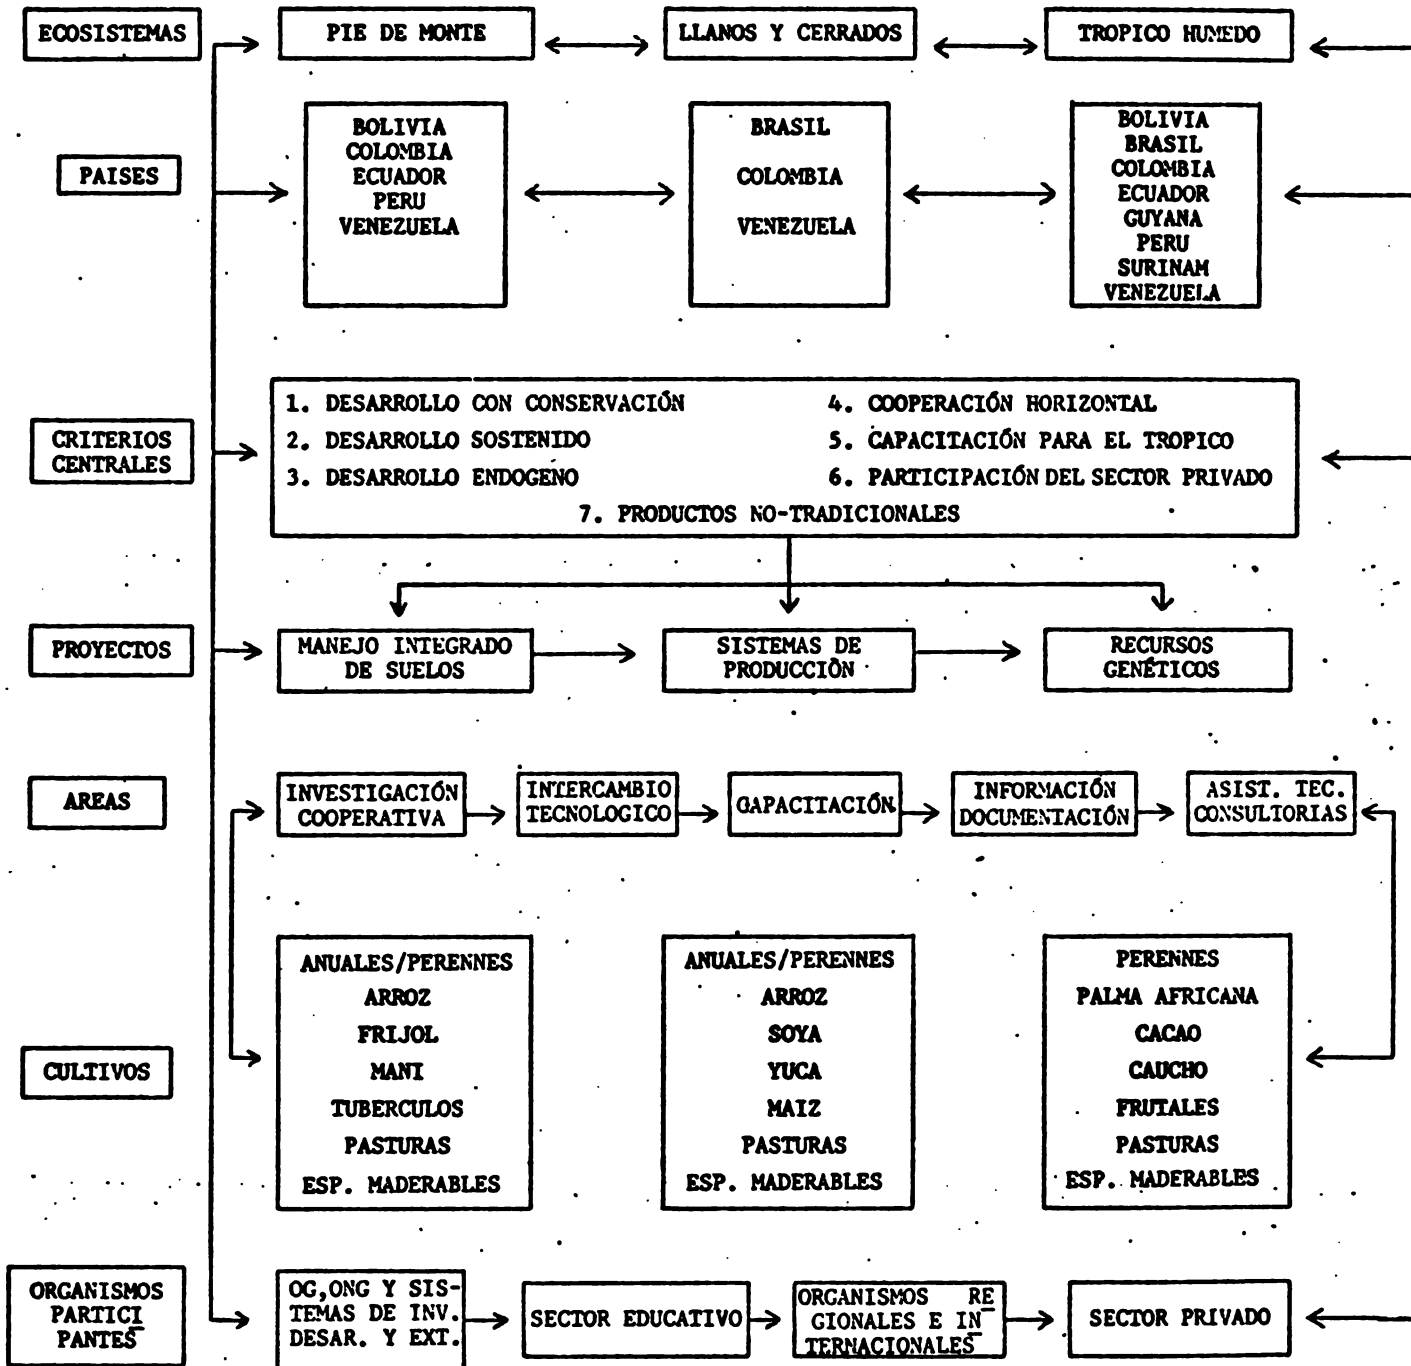 ECOSISTEMAS
PIE DE MONTE
LLANOS Y CERRADOS
TROPICO HUMEDO
PAISES
BOLIVIA
COLOMBIA
ECUADOR
PERU
VENEZUELA
BRASIL
COLOMBIA
VENEZUELA
BOLIVIA
BRASIL
COLOMBIA
ECUADOR
GUYANA
PERU
SURINAM
VENEZUELA
CRITERIOS
CENTRALES
1. DESARROLLO CON CONSERVACIÓN
2. DESARROLLO SOSTENIDO
3. DESARROLLO ENDOGENO
4. COOPERACIÓN HORIZONTAL
5. CAPACITACIÓN PARA EL TROPICO
6. PARTICIPACIÓN DEL SECTOR PRIVADO
7. PRODUCTOS NO-TRADICIONALES
PROYECTOS
MANEJO INTEGRADO
DE SUELOS
SISTEMAS DE
PRODUCCIÓN
RECURSOS
GENÉTICOS
AREAS
INVESTIGACIÓN
COOPERATIVA
INTERCAMBIO
TECNOLOGICO
CAPACITACIÓN
INFORMACIÓN
DOCUMENTACIÓN
ASIST. TEC.
CONSULTORIAS
CULTIVOS
ANUALES/PERENNES
ARROZ
FRIJOL
MANI
TUBERCULOS
PASTURAS
ESP. MADERABLES
ANUALES/PERENNES
ARROZ
SOYA
YUCA
MAIZ
PASTURAS
ESP. MADERABLES
PERENNES
PALMA AFRICANA
CACAO
CAUCHO
FRUTALES
PASTURAS
ESP. MADERABLES
ORGANISMOS
PARTICI
PANTES
OG,ONG Y SIS-
TEMAS DE INV.
DESAR. Y EXT.
SECTOR EDUCATIVO
ORGANISMOS RE
GIONALES E IN
TERNACIONALES
SECTOR PRIVADO